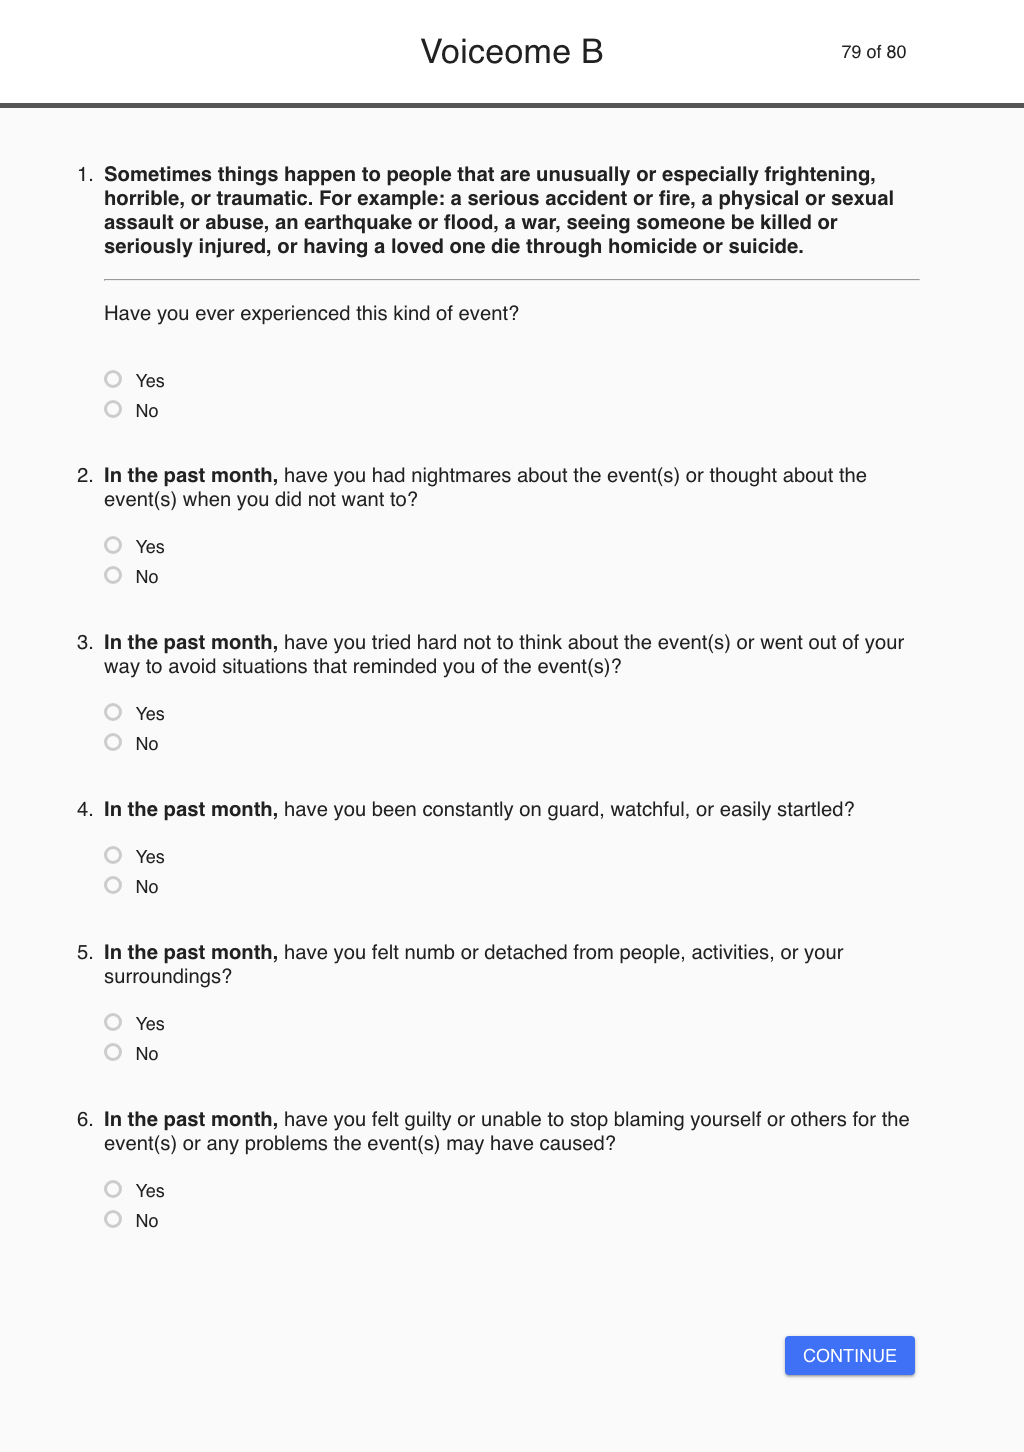 Voiceome B
79 of 80
1. Sometimes things happen to people that are unusually or especially frightening,
horrible, or traumatic. For example: a serious accident or fire, a physical or sexual
assault or abuse, an earthquake or flood, a war, seeing someone be killed or
seriously injured, or having a loved one die through homicide or suicide.
Have you ever experienced this kind of event?
Yes
No
2. In the past month, have you had nightmares about the event(s) or thought about the
event(s) when you did not want to?
Yes
No
3. In the past month, have you tried hard not to think about the event(s) or went out of your
way to avoid situations that reminded you of the event(s)?
Yes
No
4. In the past month, have you been constantly on guard, watchful, or easily startled?
Yes
No
5. In the past month, have you felt numb or detached from people, activities, or your
surroundings?
Yes
No
6. In the past month, have you felt guilty or unable to stop blaming yourself or others for the
event(s) or any problems the event(s) may have caused?
Yes
No
CONTINUE